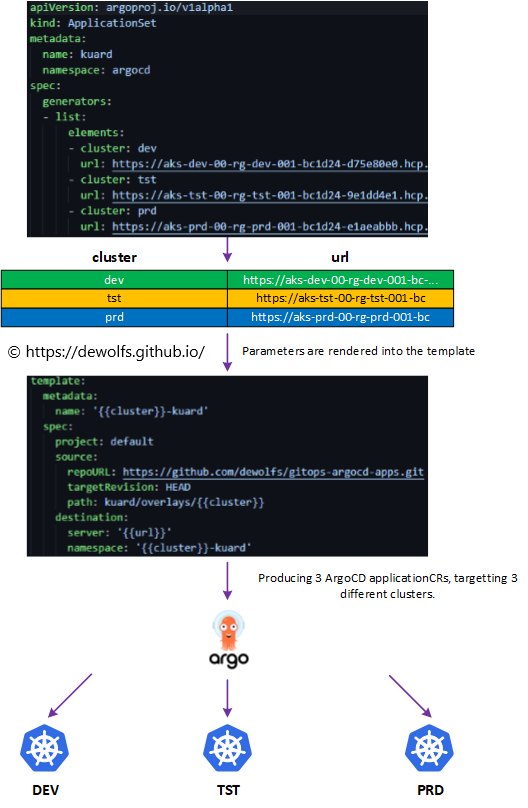 apiVersion: argoproj.io/v1alpha1
kind: ApplicationSet
metadata:
  name: kuard
  namespace: argocd
spec:
  generators:
  - list:
      elements:
      - cluster: dev
        url: https://aks-dev-00-rg-dev-001-bc1d24-d75e80e0.hcp.
      - cluster: tst
        url: https://aks-tst-00-rg-tst-001-bc1d24-9e1dd4e1.hcp.
      - cluster: prd
        url: https://aks-prd-00-rg-prd-001-bc1d24-e1aeabbb.hcp.
cluster url
dev https://aks-dev-00-rg-dev-001-bc-...
tst https://aks-tst-00-rg-tst-001-bc
prd https://aks-prd-00-rg-prd-001-bc
© https://dewolfs.github.io/
Parameters are rendered into the template
template:
  metadata:
    name: '{{cluster}}-kuard'
  spec:
    project: default
    source:
      repoURL: https://github.com/dewolfs/gitops-argocd-apps.git
      targetRevision: HEAD
      path: kuard/overlays/{{cluster}}
    destination:
      server: '{{url}}'
      namespace: '{{cluster}}-kuard'
Producing 3 ArgoCD applicationCRs, targetting 3
different clusters.
argo
DEV TST PRD